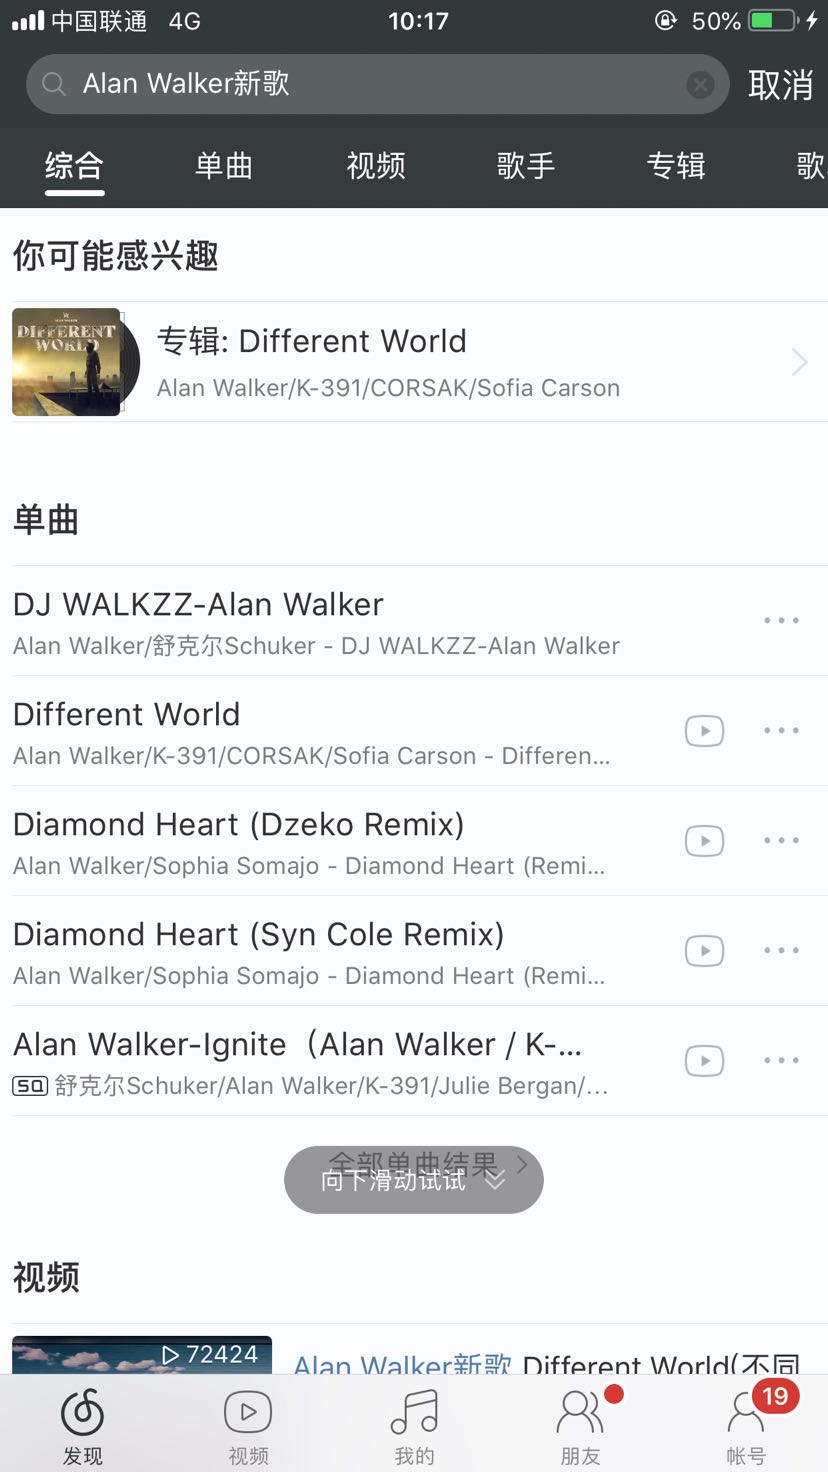 中国联通 4G 10:17 50%
Alan Walker新歌 取消
综合 单曲 视频 歌手 专辑 歌
你可能感兴趣
DIFFERENT
WORLD
专辑: Different World
Alan Walker/K-391/CORSAK/Sofia Carson
单曲
DJ WALKZZ-Alan Walker
Alan Walker/舒克尔Schuker - DJ WALKZZ-Alan Walker
Different World
Alan Walker/K-391/CORSAK/Sofia Carson - Differen...
Diamond Heart (Dzeko Remix)
Alan Walker/Sophia Somajo - Diamond Heart (Remi...
Diamond Heart (Syn Cole Remix)
Alan Walker/Sophia Somajo - Diamond Heart (Remi...
Alan Walker-Ignite（Alan Walker / K-...
SQ 舒克尔Schuker/Alan Walker/K-391/Julie Bergan/...
全部单曲结果
向下滑动试试
视频
72424
Alan Walker新歌 Different World(不同
19
发现 视频 我的 朋友 帐号